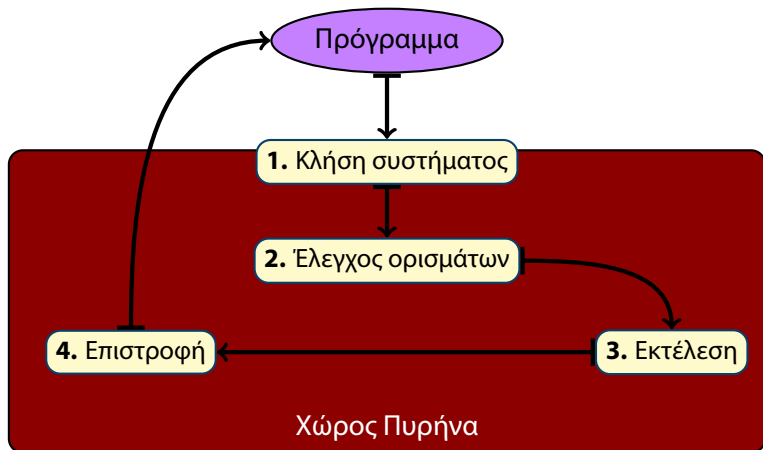 Πρόγραμμα
1. Κλήση συστήματος
2. Έλεγχος ορισμάτων
4. Επιστροφή
3. Εκτέλεση
Χώρος Πυρήνα